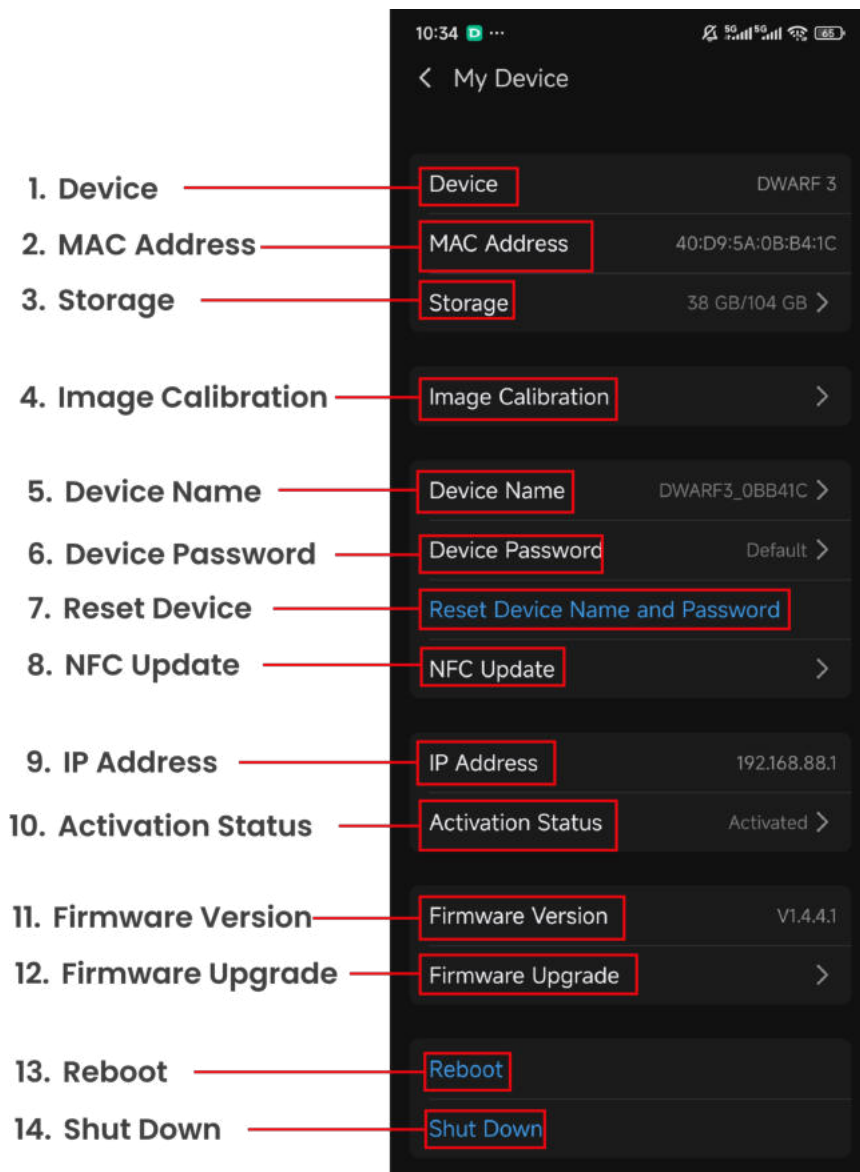 10:34 D ... 5G 5G 65
My Device
1. Device
Device DWARF 3
2. MAC Address
MAC Address 40:D9:5A:0B:B4:1C
3. Storage
Storage 38 GB/104 GB
4. Image Calibration
Image Calibration
5. Device Name
Device Name DWARF3_0BB41C
6. Device Password
Device Password Default
7. Reset Device
Reset Device Name and Password
8. NFC Update
NFC Update
9. IP Address
IP Address 192.168.88.1
10. Activation Status
Activation Status Activated
11. Firmware Version
Firmware Version V1.4.4.1
12. Firmware Upgrade
Firmware Upgrade
13. Reboot
Reboot
14. Shut Down
Shut Down